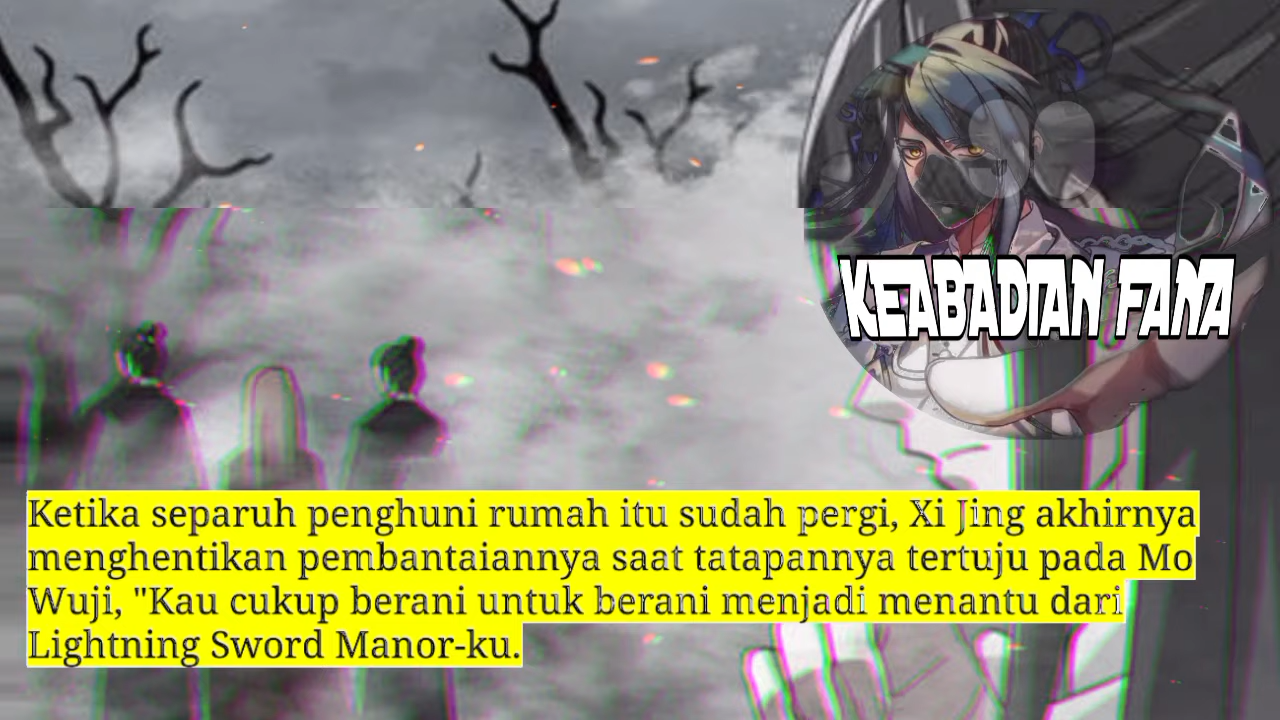 KEABADIAN FANA
Ketika separuh penghuni rumah itu sudah pergi, Xi Jing akhirnya
menghentikan pembantaiannya saat tatapannya tertuju pada Mo
Wuji, "Kau cukup berani untuk berani menjadi menantu dari
Lightning Sword Manor-ku.